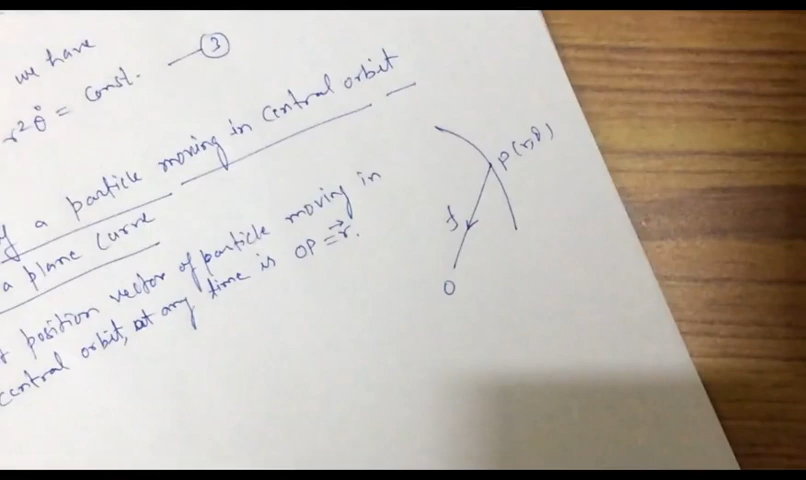 we have
r²θ̇ = const. — ③
of a particle moving in central orbit
a plane curve
position vector of particle moving in
central orbit, at any time is OP = r⃗.
P(r,θ)
f
O